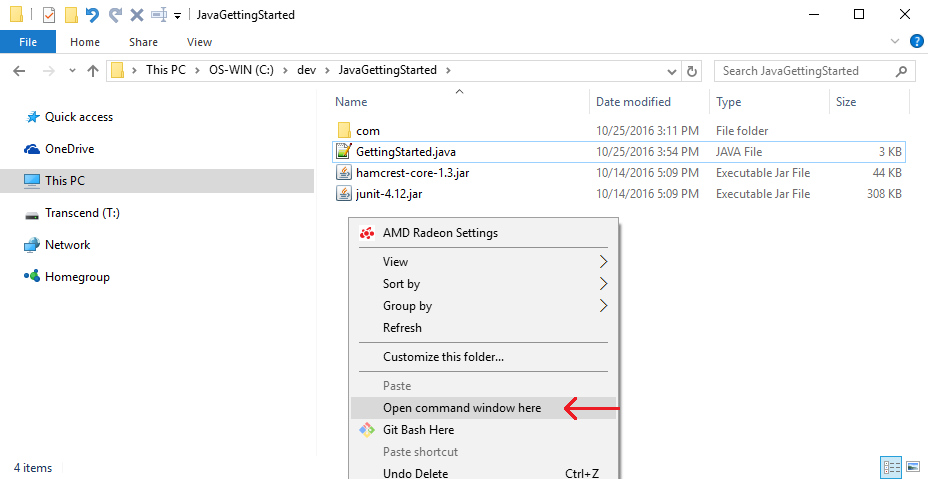 JavaGettingStarted
File Home Share View
This PC OS-WIN (C:) dev JavaGettingStarted Search JavaGettingStarted
Name Date modified Type Size
Quick access
OneDrive
This PC
Transcend (T:)
Network
Homegroup
com 10/25/2016 3:11 PM File folder
GettingStarted.java 10/25/2016 3:54 PM JAVA File 3 KB
hamcrest-core-1.3.jar 10/14/2016 5:09 PM Executable Jar File 44 KB
junit-4.12.jar 10/14/2016 5:09 PM Executable Jar File 308 KB
AMD Radeon Settings
View
Sort by
Group by
Refresh
Customize this folder...
Paste
Open command window here
Git Bash Here
Paste shortcut
Undo Delete Ctrl+Z
4 items